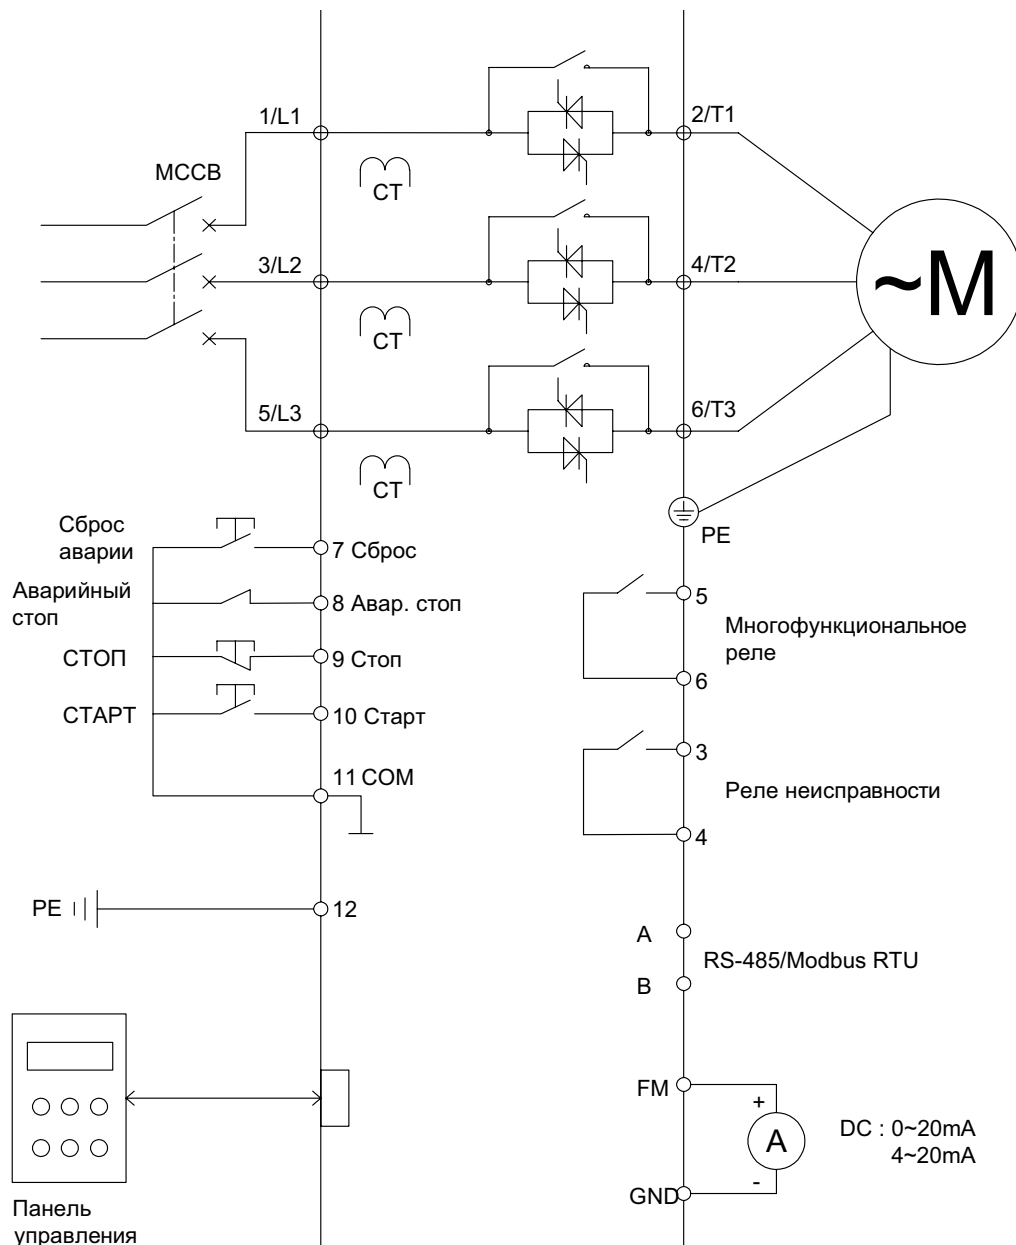 1/L1
2/T1
MCCB
CT
3/L2
4/T2
~M
CT
5/L3
6/T3
CT
PE
Сброс
аварии
7 Сброс
Аварийный
стоп
8 Авар. стоп
5
Многофункциональное
реле
СТОП
9 Стоп
6
СТАРТ
10 Старт
3
11 COM
Реле неисправности
4
PE
12
A
RS-485/Modbus RTU
B
FM
+
A
DC : 0~20mA
4~20mA
-
GND
Панель
управления